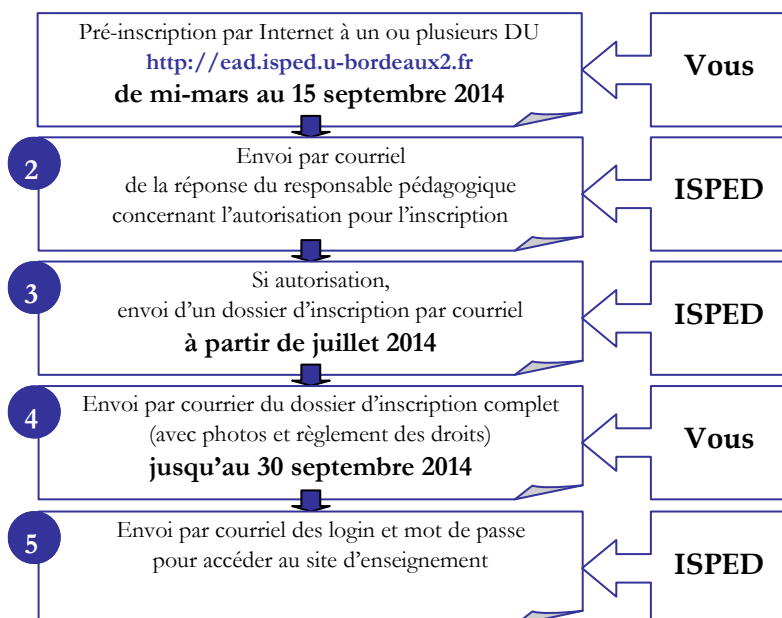 Pré-inscription par Internet à un ou plusieurs DU
http://ead.isped.u-bordeaux2.fr
de mi-mars au 15 septembre 2014
Vous
2
Envoi par courriel
de la réponse du responsable pédagogique
concernant l'autorisation pour l'inscription
ISPED
3
Si autorisation,
envoi d'un dossier d'inscription par courriel
à partir de juillet 2014
ISPED
4
Envoi par courrier du dossier d'inscription complet
(avec photos et règlement des droits)
jusqu'au 30 septembre 2014
Vous
5
Envoi par courriel des login et mot de passe
pour accéder au site d'enseignement
ISPED